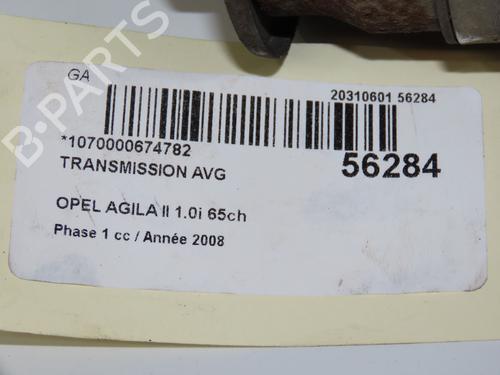 B-PARTS
GA
20310601 56284
*1070000674782
56284
TRANSMISSION AVG
OPEL AGILA II 1.0i 65ch
Phase 1 cc / Année 2008